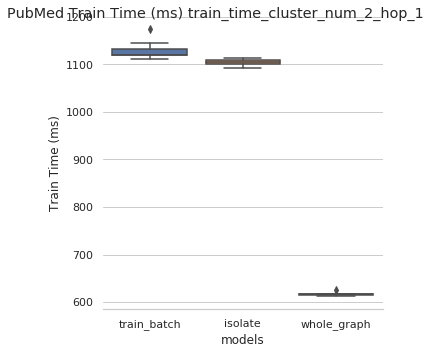 PubMed Train Time (ms) train_time_cluster_num_2_hop_1
1200
1100
1000
900
800
700
600
Train Time (ms)
train_batch isolate whole_graph
models